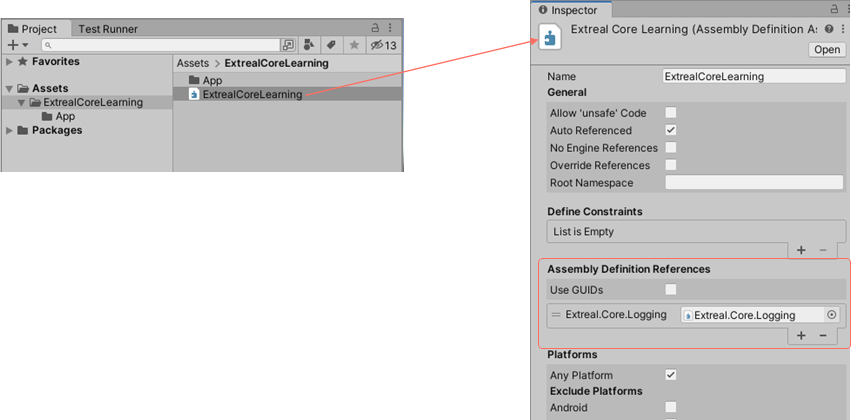 Project
Test Runner
13
Favorites
Assets
ExtrealCoreLearning
App
Packages
Assets > ExtrealCoreLearning
App
ExtrealCoreLearning
Inspector
Extreal Core Learning (Assembly Definition As
Open
Name ExtrealCoreLearning
General
Allow 'unsafe' Code
Auto Referenced
No Engine References
Override References
Root Namespace
Define Constraints
List is Empty
Assembly Definition References
Use GUIDs
Extreal.Core.Logging Extreal.Core.Logging
Platforms
Any Platform
Exclude Platforms
Android